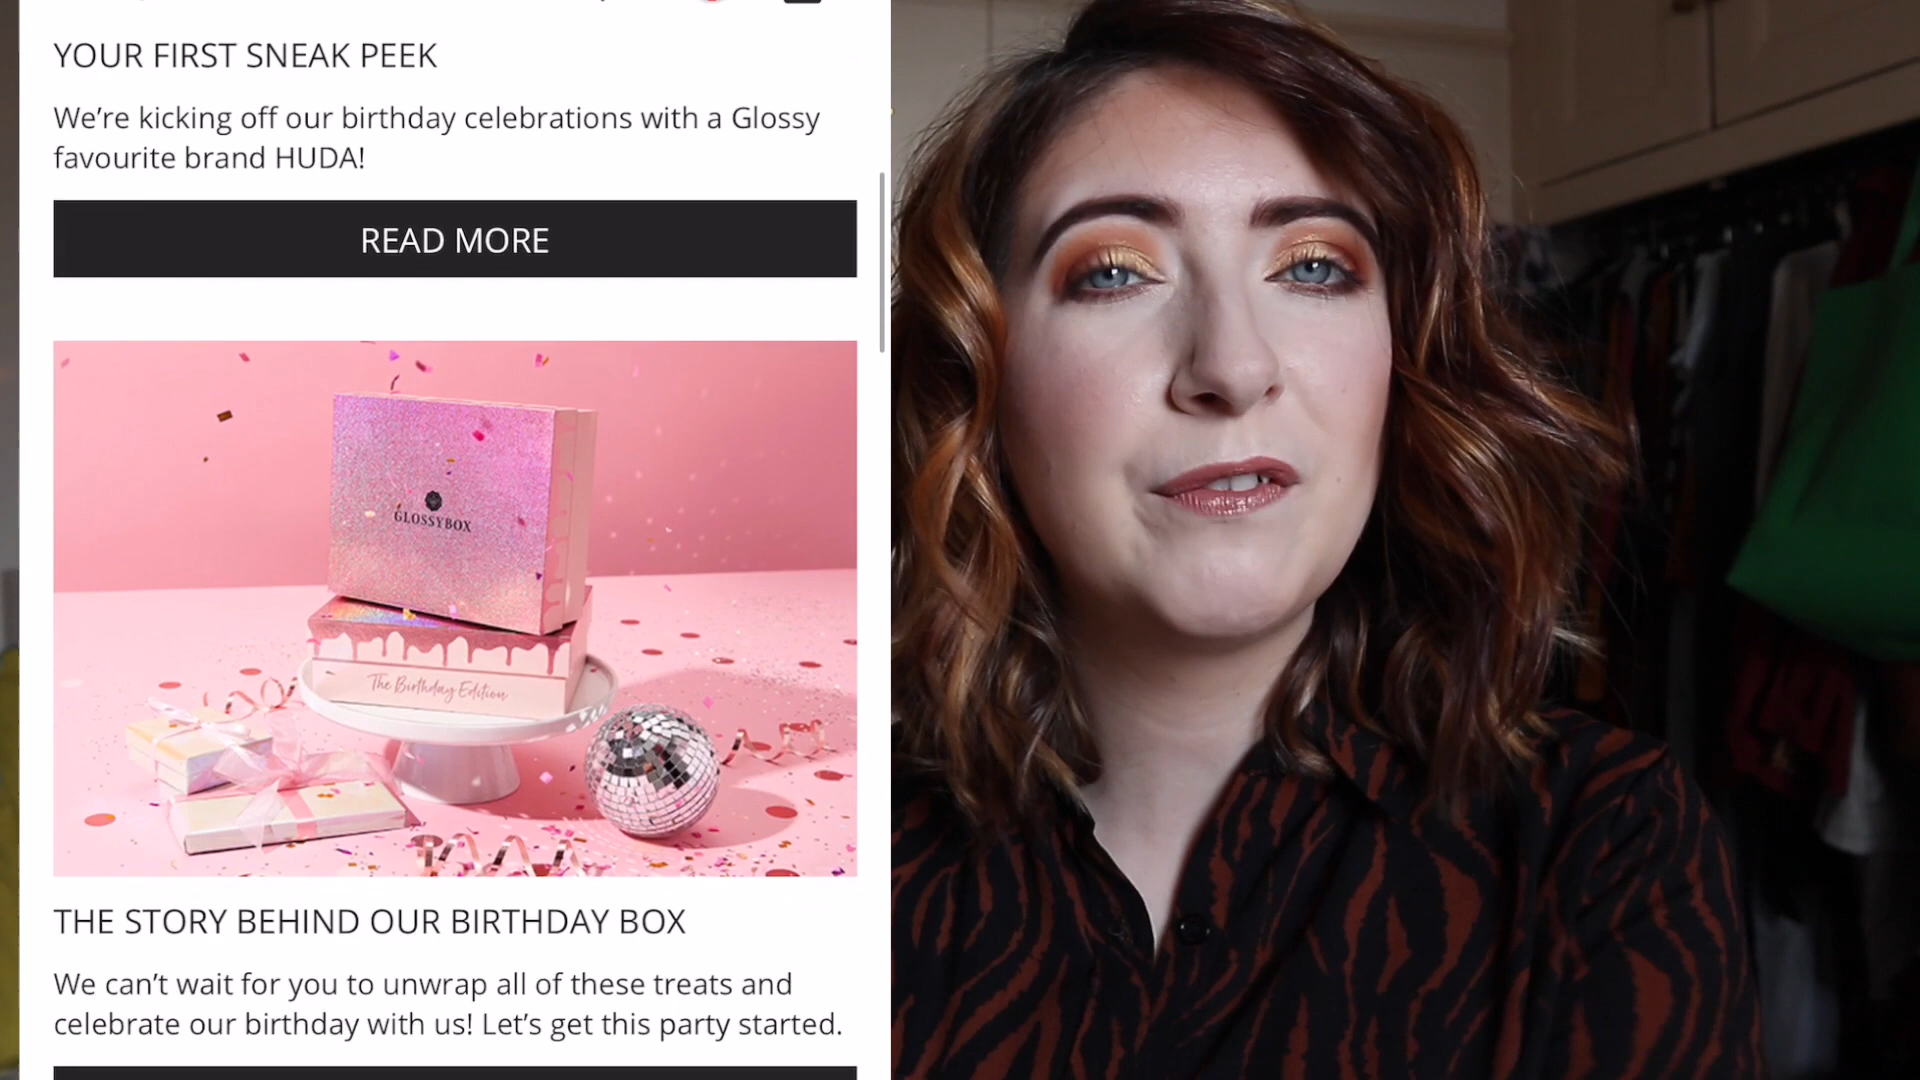 YOUR FIRST SNEAK PEEK
We’re kicking off our birthday celebrations with a Glossy
favourite brand HUDA!
READ MORE
GLOSSYBOX
The Birthday Edition
THE STORY BEHIND OUR BIRTHDAY BOX
We can’t wait for you to unwrap all of these treats and
celebrate our birthday with us! Let’s get this party started.